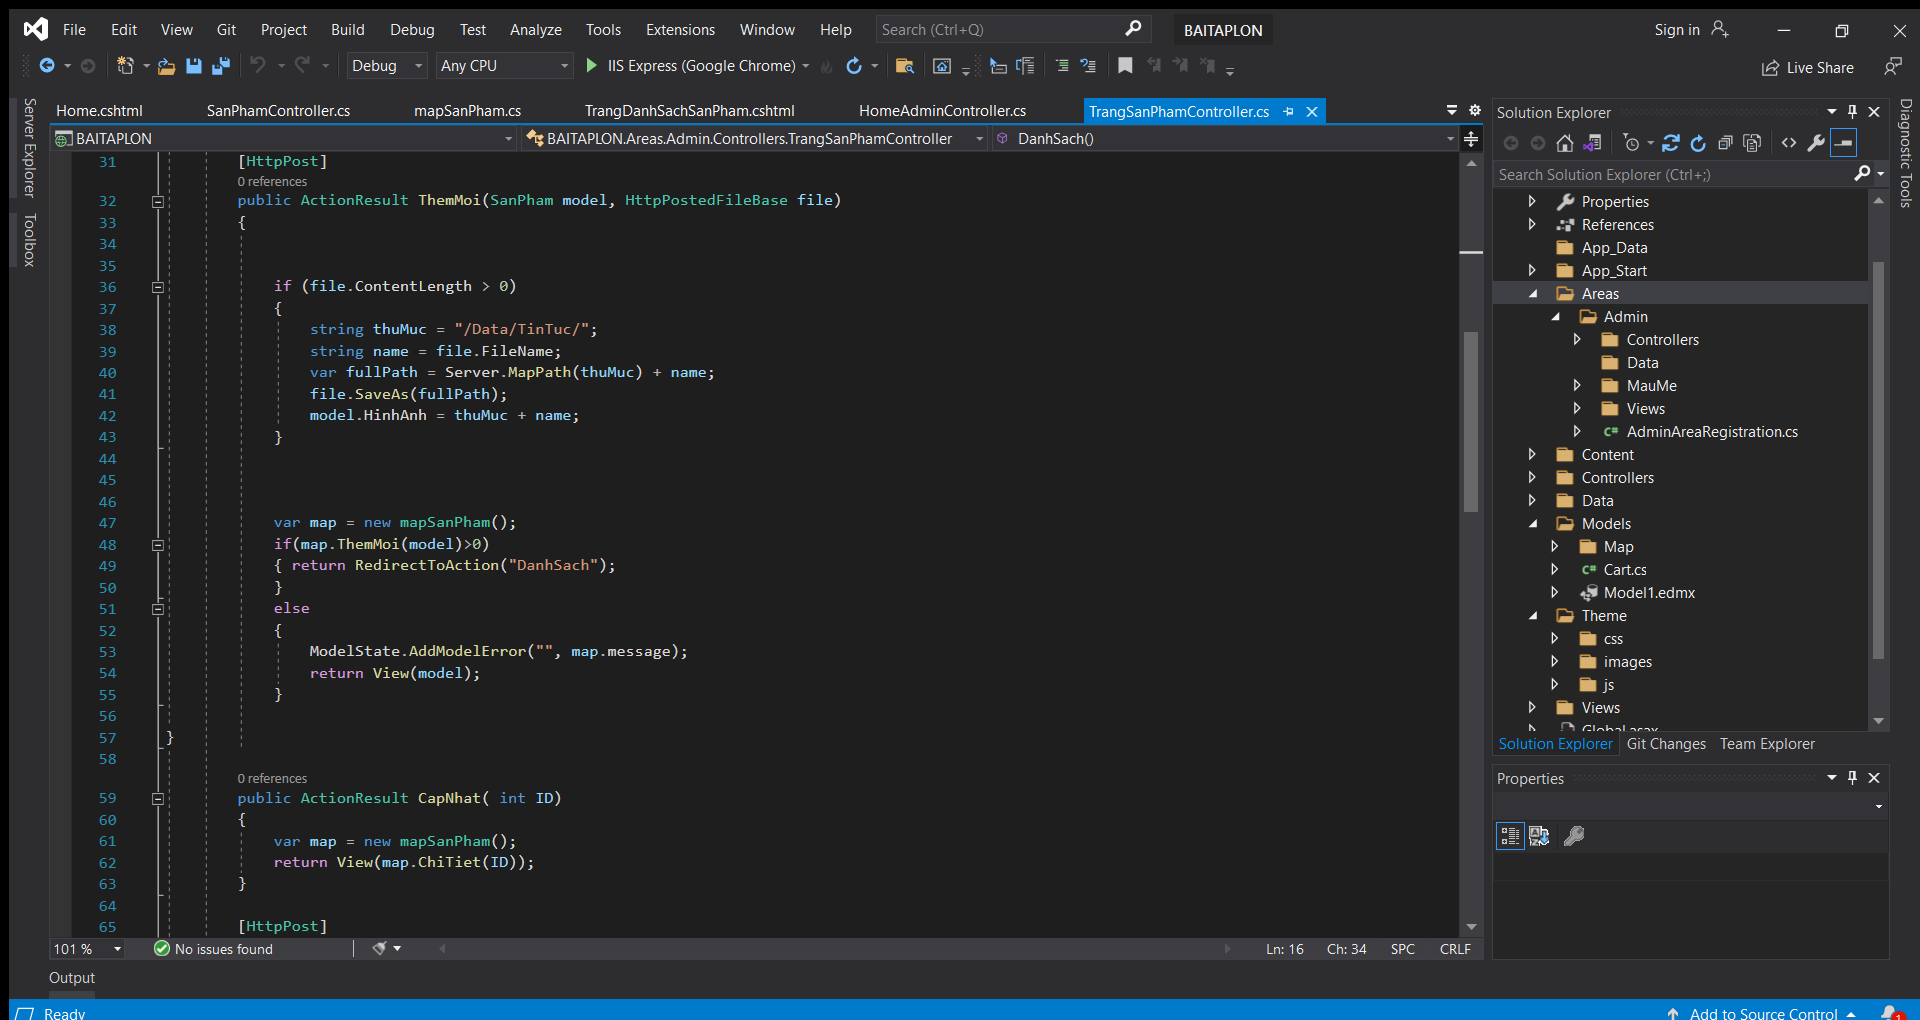 File Edit View Git Project Build Debug Test Analyze Tools Extensions Window Help Search (Ctrl+Q) BAITAPLON Sign in
Debug Any CPU IIS Express (Google Chrome) Live Share
Server Explorer
Toolbox
Home.cshtml SanPhamController.cs mapSanPham.cs TrangDanhSachSanPham.cshtml HomeAdminController.cs TrangSanPhamController.cs
BAITAPLON BAITAPLON.Areas.Admin.Controllers.TrangSanPhamController DanhSach()
31 [HttpPost]
0 references
32 public ActionResult ThemMoi(SanPham model, HttpPostedFileBase file)
33 {
34
35
36 if (file.ContentLength > 0)
37 {
38 string thuMuc = "/Data/TinTuc/";
39 string name = file.FileName;
40 var fullPath = Server.MapPath(thuMuc) + name;
41 file.SaveAs(fullPath);
42 model.HinhAnh = thuMuc + name;
43 }
44
45
46
47 var map = new mapSanPham();
48 if(map.ThemMoi(model)>0)
49 { return RedirectToAction("DanhSach");
50 }
51 else
52 {
53 ModelState.AddModelError("", map.message);
54 return View(model);
55 }
56
57 }
58
0 references
59 public ActionResult CapNhat( int ID)
60 {
61 var map = new mapSanPham();
62 return View(map.ChiTiet(ID));
63 }
64
65 [HttpPost]
101 % No issues found Ln: 16 Ch: 34 SPC CRLF
Output
Ready Add to Source Control 1
Solution Explorer
Search Solution Explorer (Ctrl+;)
Properties
References
App_Data
App_Start
Areas
Admin
Controllers
Data
MauMe
Views
C# AdminAreaRegistration.cs
Content
Controllers
Data
Models
Map
C# Cart.cs
Model1.edmx
Theme
css
images
js
Views
Global.asax
Solution Explorer Git Changes Team Explorer
Properties
Diagnostic Tools